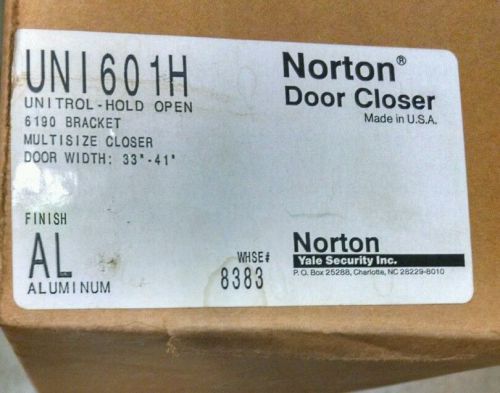 UNI601H
UNITROL-HOLD OPEN
6190 BRACKET
MULTISIZE CLOSER
DOOR WIDTH: 33"-41"
FINISH
AL
ALUMINUM
WHSE#
8383
Norton®
Door Closer
Made in U.S.A.
Norton
Yale Security Inc.
P.O. Box 25288, Charlotte, NC 28229-8010